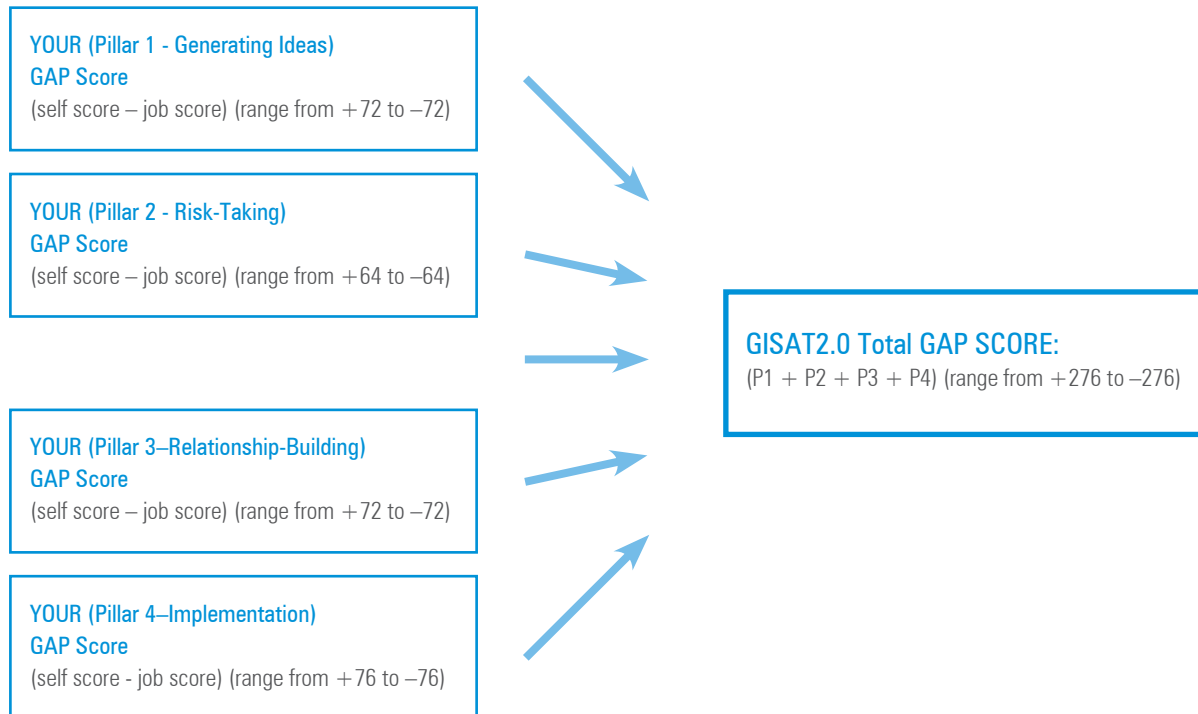 YOUR (Pillar 1 - Generating Ideas)
GAP Score
(self score – job score) (range from +72 to –72)
YOUR (Pillar 2 - Risk-Taking)
GAP Score
(self score – job score) (range from +64 to –64)
GISAT2.0 Total GAP SCORE:
(P1 + P2 + P3 + P4) (range from +276 to –276)
YOUR (Pillar 3–Relationship-Building)
GAP Score
(self score – job score) (range from +72 to –72)
YOUR (Pillar 4–Implementation)
GAP Score
(self score - job score) (range from +76 to –76)